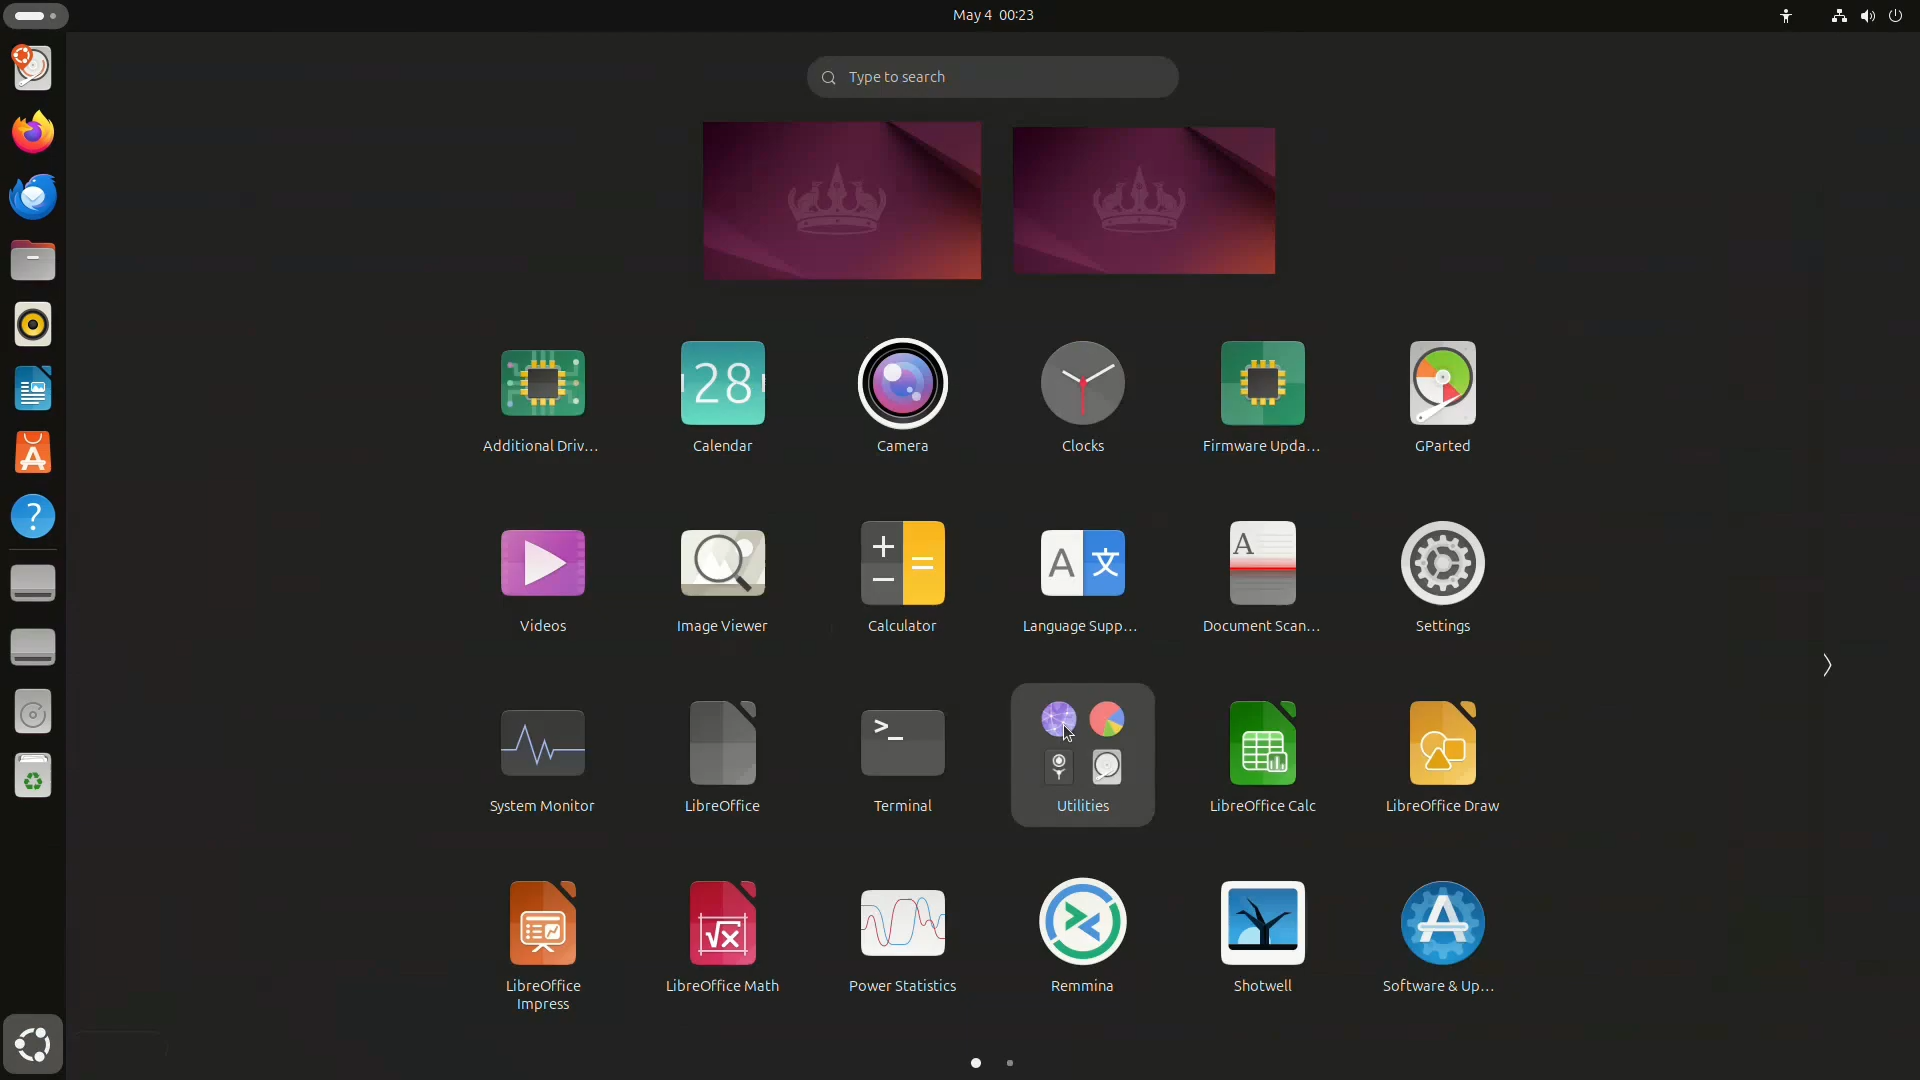 May 4 00:23
Type to search
Additional Driv...
Calendar
Camera
Clocks
Firmware Upda...
GParted
Videos
Image Viewer
Calculator
Language Supp...
Document Scan...
Settings
System Monitor
LibreOffice
Terminal
Utilities
LibreOffice Calc
LibreOffice Draw
LibreOffice
Impress
LibreOffice Math
Power Statistics
Remmina
Shotwell
Software & Up...
28
A 文
A
>_
√x
?